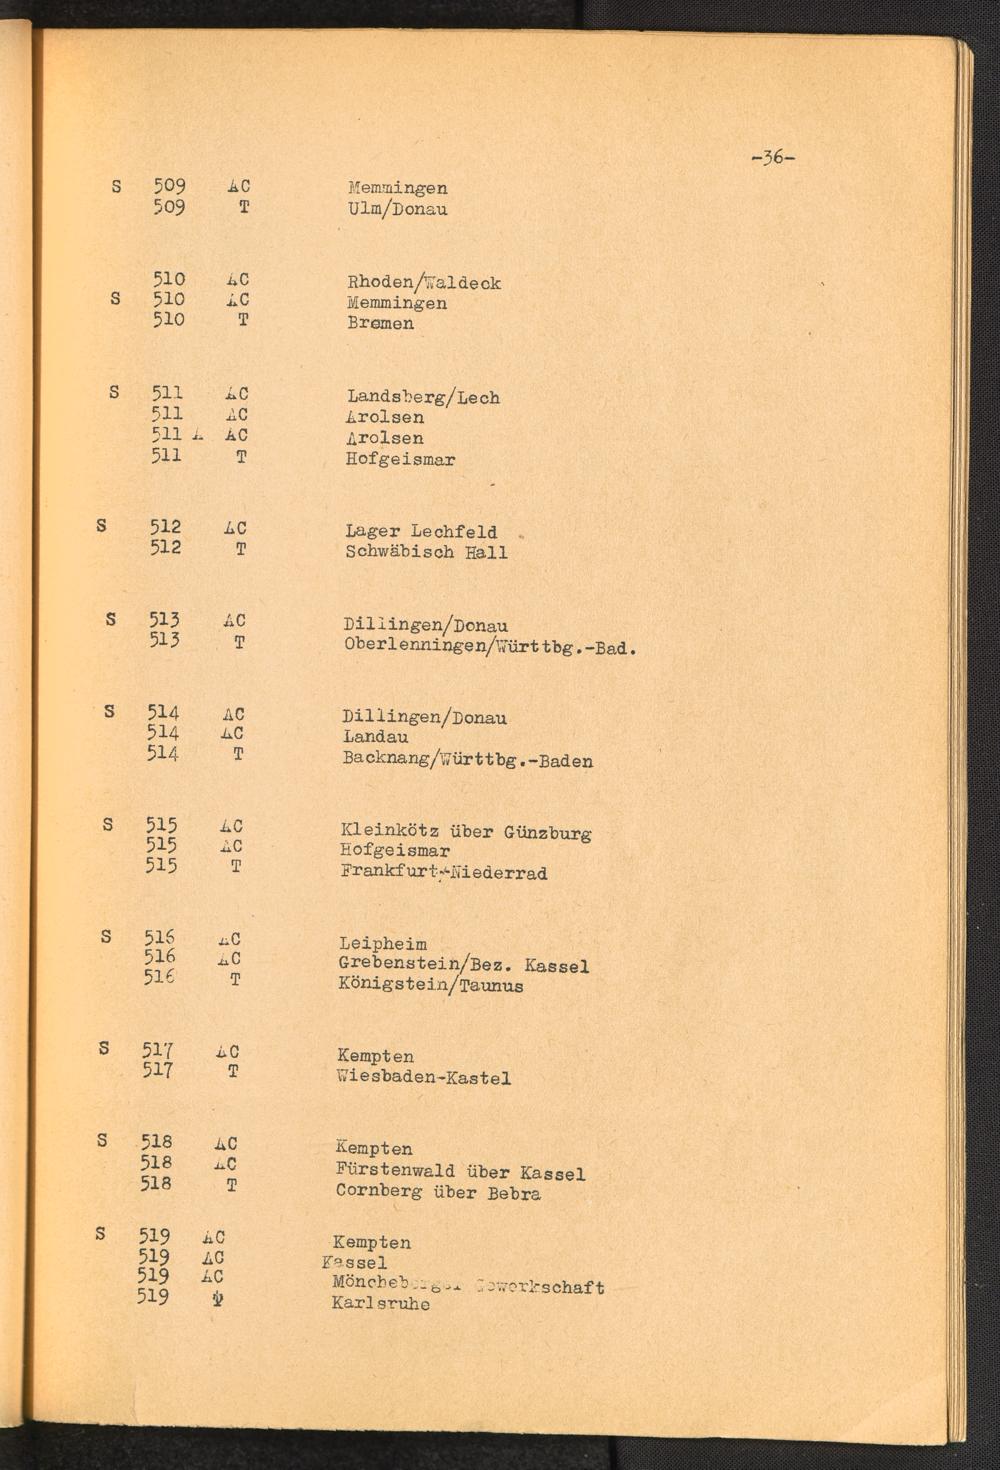 -36-
S 509 AC Memmingen
509 T Ulm/Donau
510 AC Rhoden/Waldeck
S 510 AC Memmingen
510 T Bremen
S 511 AC Landsberg/Lech
511 AC Arolsen
511 A AC Arolsen
511 T Hofgeismar
S 512 AC Lager Lechfeld
512 T Schwäbisch Hall
S 513 AC Dillingen/Donau
513 T Oberlenningen/Württbg.-Bad.
S 514 AC Dillingen/Donau
514 AC Landau
514 T Backnang/Württbg.-Baden
S 515 AC Kleinkötz über Günzburg
515 AC Hofgeismar
515 T Frankfurt-Niederrad
S 516 AC Leipheim
516 AC Grebenstein/Bez. Kassel
516 T Königstein/Taunus
S 517 AC Kempten
517 T Wiesbaden-Kastel
S 518 AC Kempten
518 AC Fürstenwald über Kassel
518 T Cornberg über Bebra
S 519 AC Kempten
519 AC Kassel
519 AC Möncheberger Gewerkschaft
519 T Karlsruhe